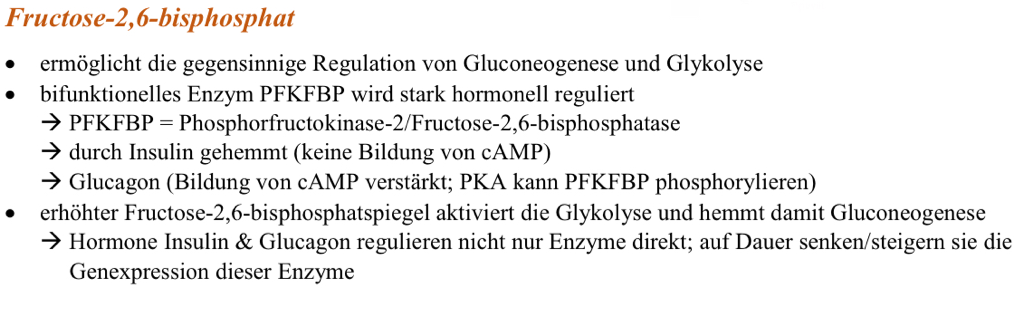 Fructose-2,6-bisphosphat
• ermöglicht die gegensinnige Regulation von Gluconeogenese und Glykolyse
• bifunktionelles Enzym PFKFBP wird stark hormonell reguliert
→ PFKFBP = Phosphorfructokinase-2/Fructose-2,6-bisphosphatase
→ durch Insulin gehemmt (keine Bildung von cAMP)
→ Glucagon (Bildung von cAMP verstärkt; PKA kann PFKFBP phosphorylieren)
• erhöhter Fructose-2,6-bisphosphatspiegel aktiviert die Glykolyse und hemmt damit Gluconeogenese
→ Hormone Insulin & Glucagon regulieren nicht nur Enzyme direkt; auf Dauer senken/steigern sie die
Genexpression dieser Enzyme